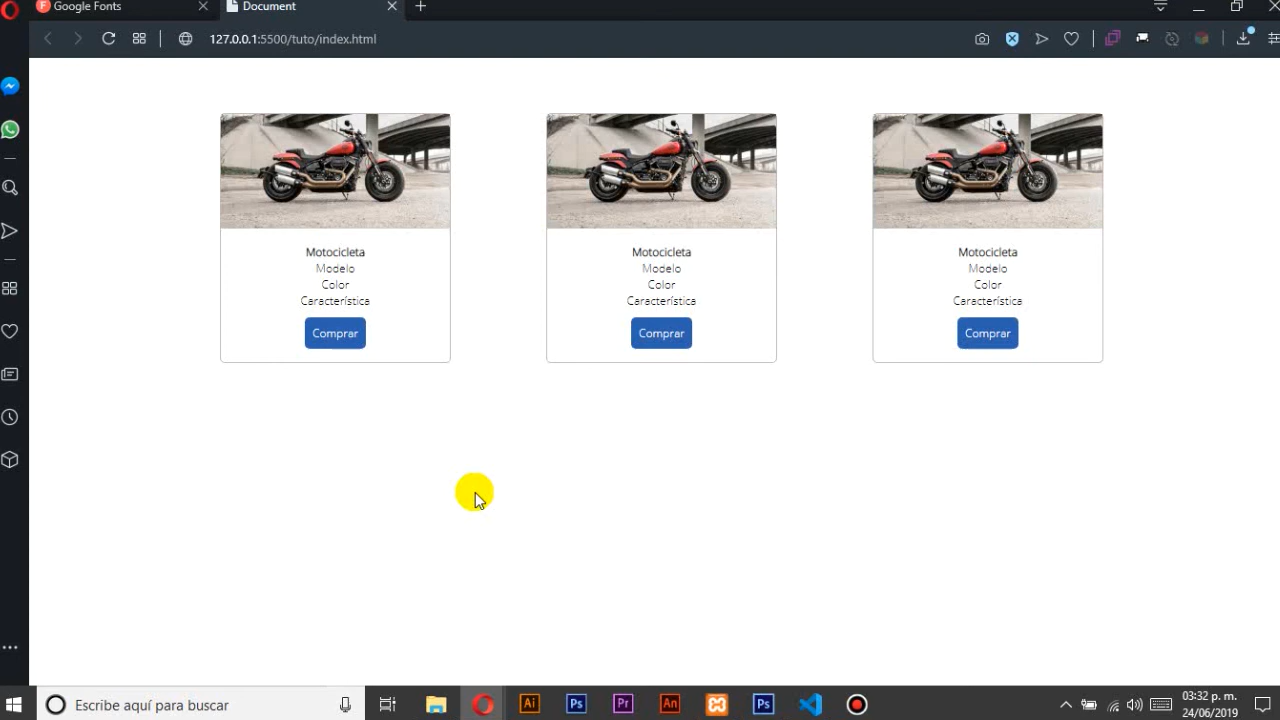 Google Fonts
Document
127.0.0.1:5500/tuto/index.html
Motocicleta
Modelo
Color
Característica
Comprar
Motocicleta
Modelo
Color
Característica
Comprar
Motocicleta
Modelo
Color
Característica
Comprar
Escribe aquí para buscar
Ai
Ps
Pr
An
Ps
03:32 p. m.
24/06/2019